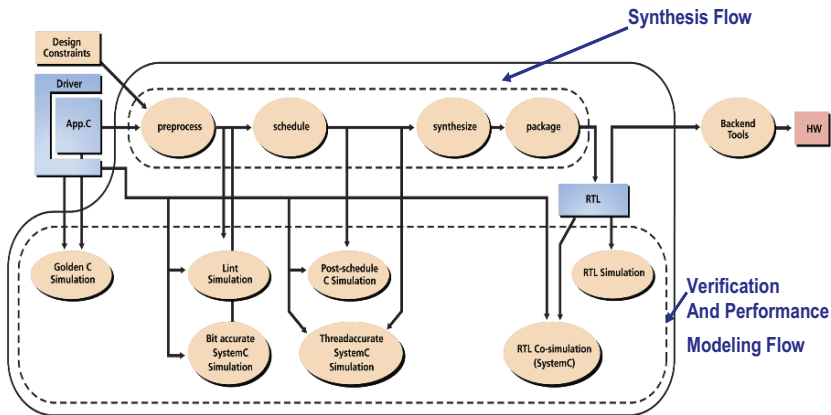 Synthesis Flow
Design
Constraints
Driver
App.C
preprocess
schedule
synthesize
package
Backend
Tools
HW
RTL
Golden C
Simulation
Lint
Simulation
Post-schedule
C Simulation
RTL Simulation
Bit accurate
SystemC
Simulation
Threadaccurate
SystemC
Simulation
RTL Co-simulation
(SystemC)
Verification
And Performance
Modeling Flow